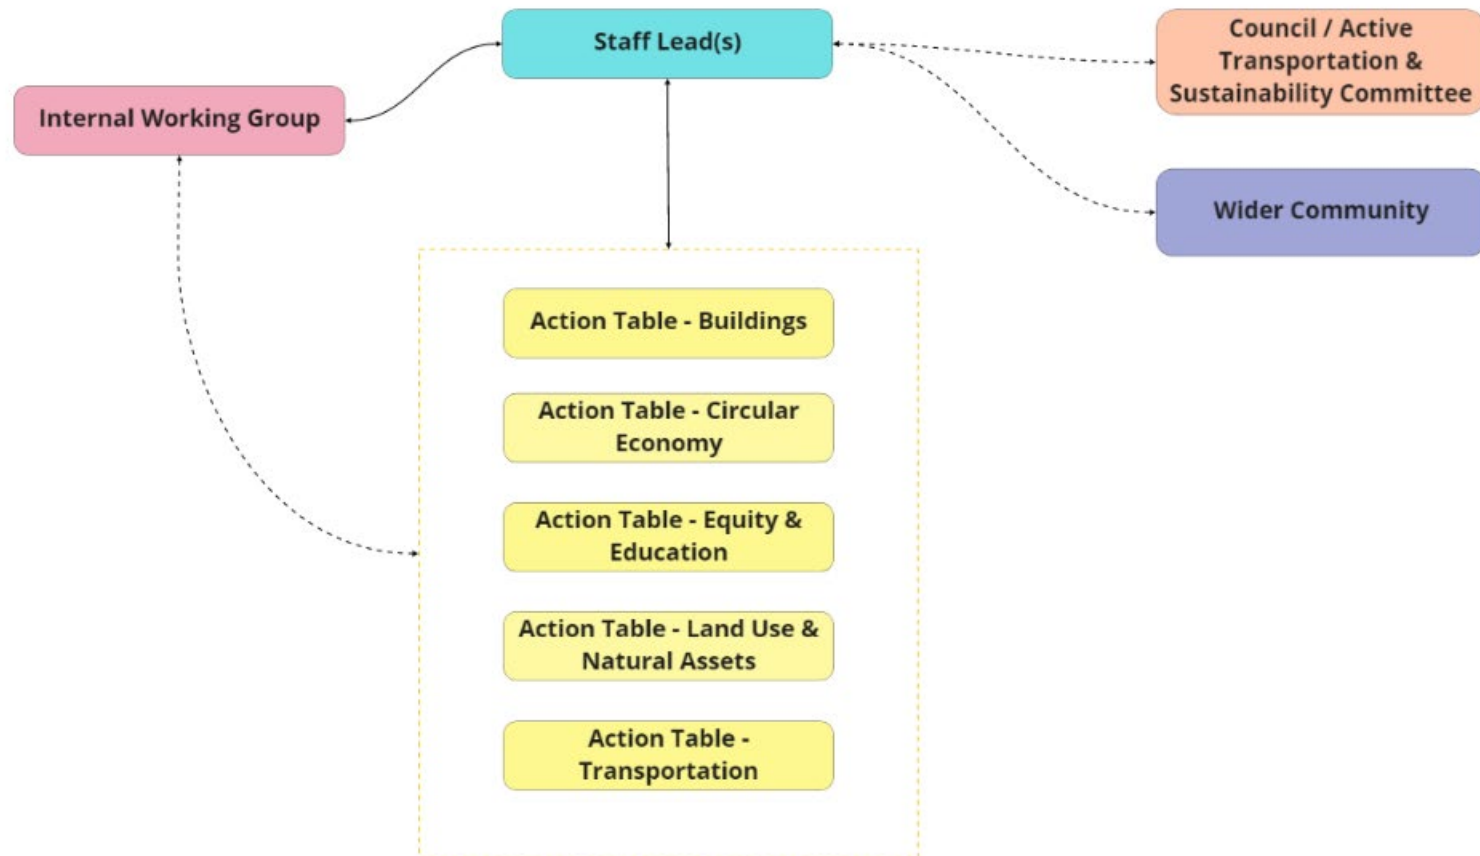 Staff Lead(s)
Council / Active
Transportation &
Sustainability Committee
Internal Working Group
Wider Community
Action Table - Buildings
Action Table - Circular
Economy
Action Table - Equity &
Education
Action Table - Land Use &
Natural Assets
Action Table -
Transportation